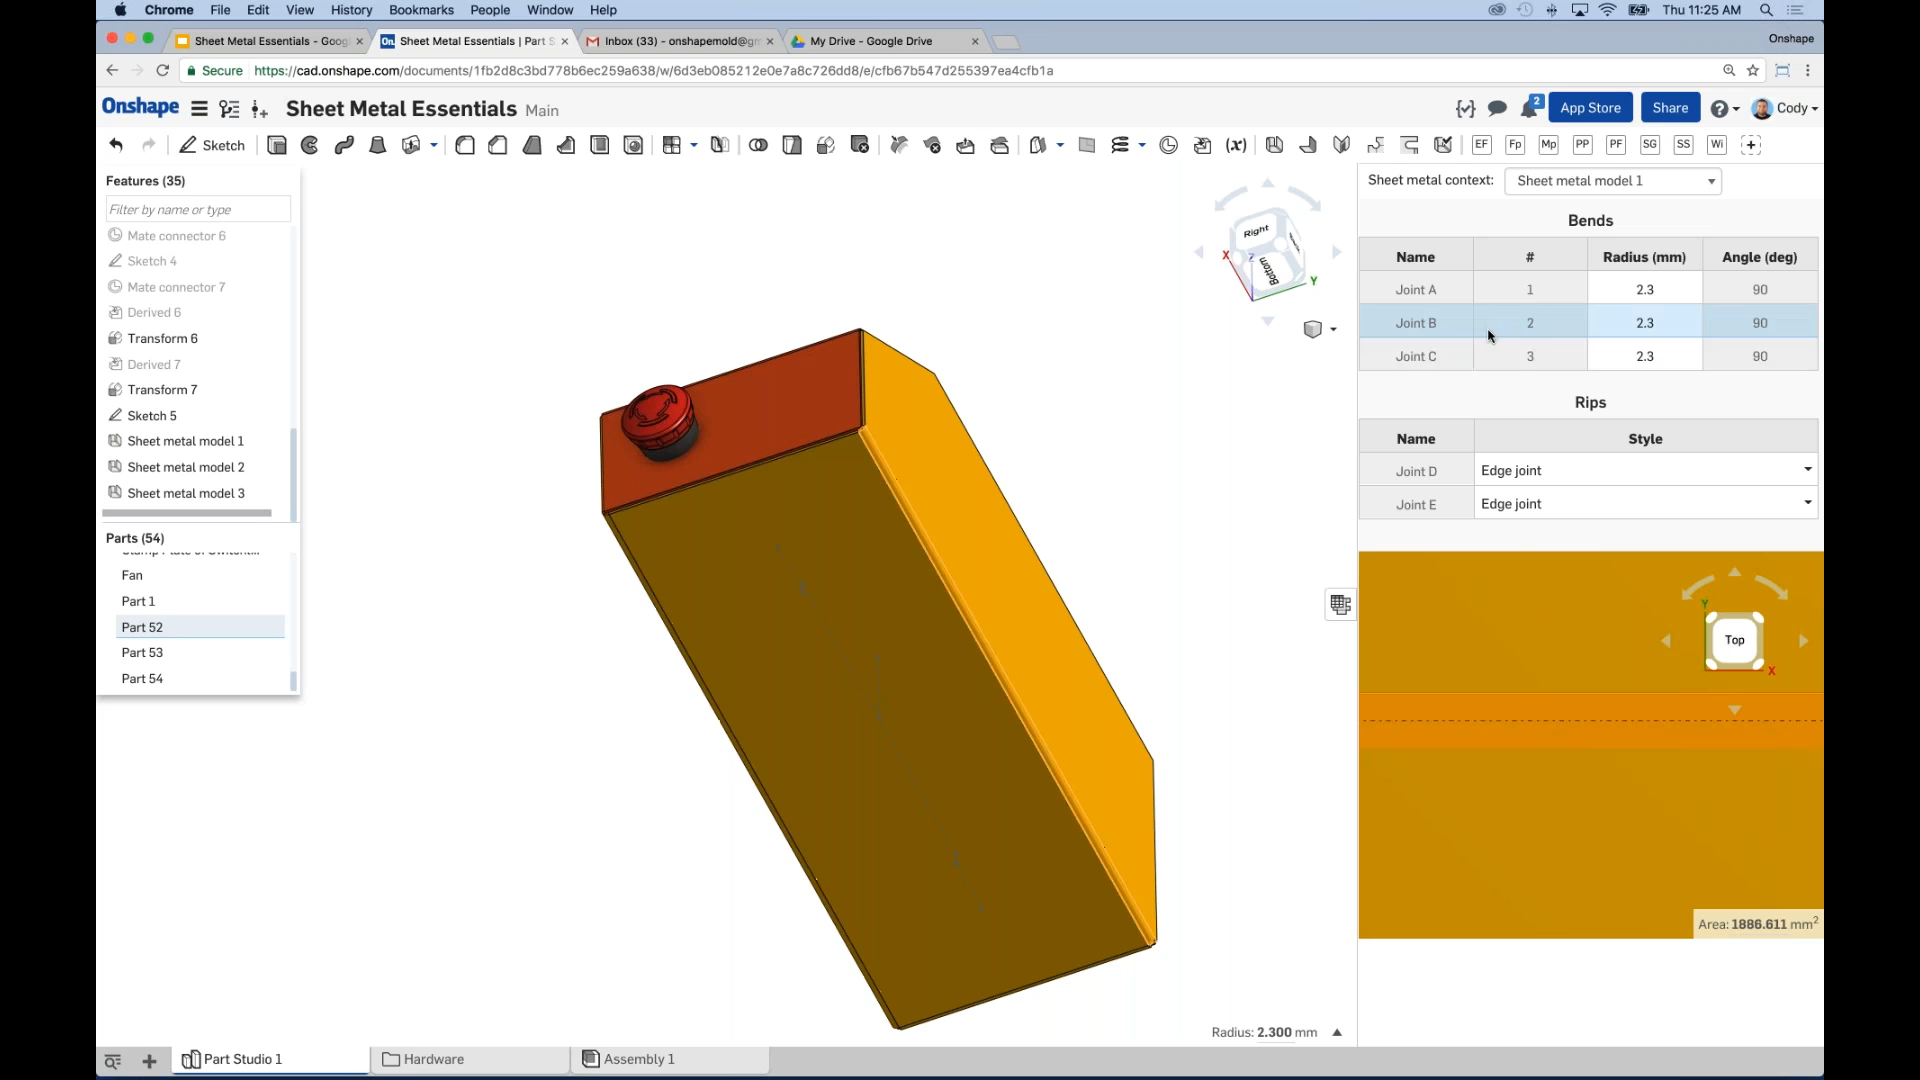 Chrome File Edit View History Bookmarks People Window Help Thu 11:25 AM
Sheet Metal Essentials - Goog
Sheet Metal Essentials | Part S
Inbox (33) - onshapemold@gm
My Drive - Google Drive
Onshape
Secure https://cad.onshape.com/documents/1fb2d8c3bd778b6ec259a638/w/6d3eb085212e0e7a8c726dd8/e/cfb67b547d255397ea4cfb1a
Onshape Sheet Metal Essentials Main 2 App Store Share Cody
Sketch (x) EF Fp Mp PP PF SG SS Wi
Features (35)
Filter by name or type
Mate connector 6
Sketch 4
Mate connector 7
Derived 6
Transform 6
Derived 7
Transform 7
Sketch 5
Sheet metal model 1
Sheet metal model 2
Sheet metal model 3
Parts (54)
Fan
Part 1
Part 52
Part 53
Part 54
Right
Bottom
X Z Y
Radius: 2.300 mm
Sheet metal context: Sheet metal model 1
Bends
Name # Radius (mm) Angle (deg)
Joint A 1 2.3 90
Joint B 2 2.3 90
Joint C 3 2.3 90
Rips
Name Style
Joint D Edge joint
Joint E Edge joint
Y
Top
X
Area: 1886.611 mm²
Part Studio 1 Hardware Assembly 1